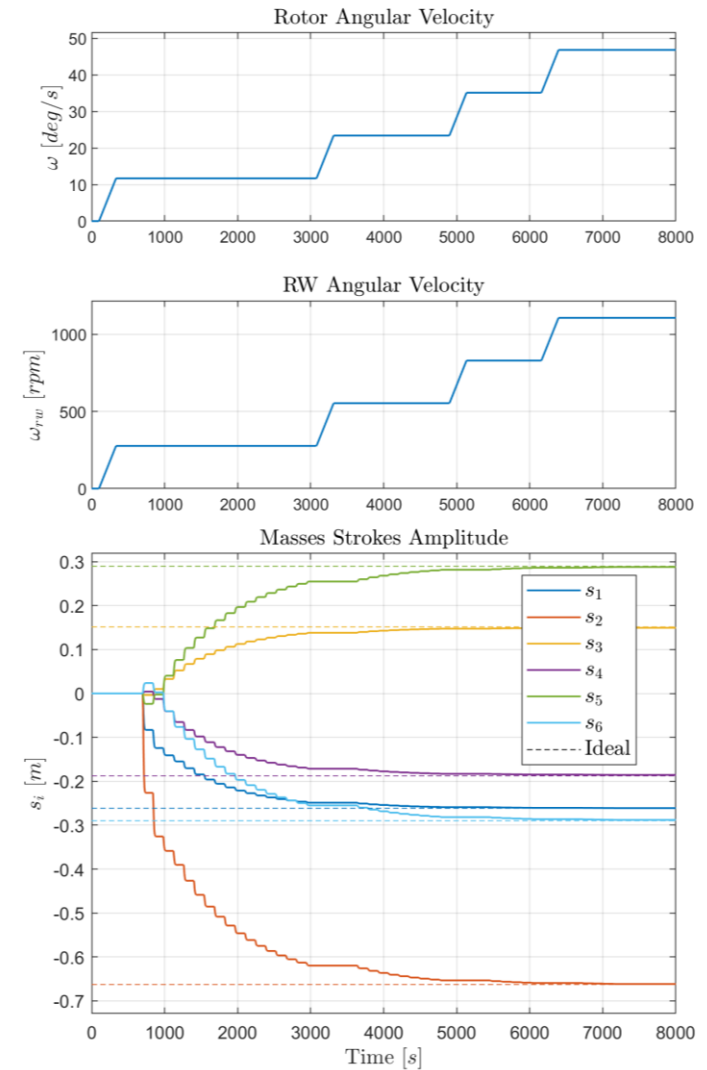 Rotor Angular Velocity
50
40
30
20
10
0
ω [deg/s]
0 1000 2000 3000 4000 5000 6000 7000 8000
RW Angular Velocity
1000
500
0
ω_rw [rpm]
0 1000 2000 3000 4000 5000 6000 7000 8000
Masses Strokes Amplitude
0.3
0.2
0.1
0
-0.1
-0.2
-0.3
-0.4
-0.5
-0.6
-0.7
s_i [m]
s_1
s_2
s_3
s_4
s_5
s_6
Ideal
0 1000 2000 3000 4000 5000 6000 7000 8000
Time [s]